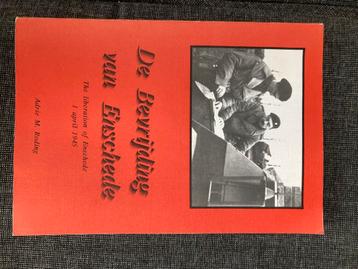 De Bevrijding
van Enschede
The liberation of Enschede
1 april 1945
Adrie M. Roding